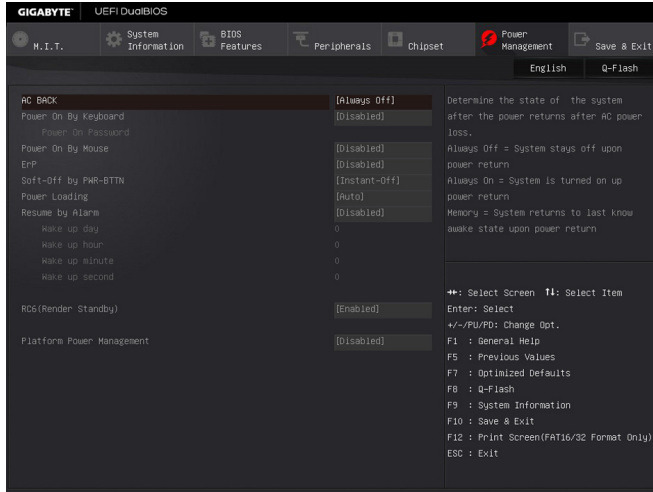 GIGABYTE™ UEFI DualBIOS
M.I.T.
System Information
BIOS Features
Peripherals
Chipset
Power Management
Save & Exit
English Q-Flash
AC BACK [Always Off]
Power On By Keyboard [Disabled]
Power On Password
Power On By Mouse [Disabled]
ErP [Disabled]
Soft-Off by PWR-BTTN [Instant-Off]
Power Loading [Auto]
Resume by Alarm [Disabled]
Wake up day 0
Wake up hour 0
Wake up minute 0
Wake up second 0
RC6(Render Standby) [Enabled]
Platform Power Management [Disabled]
Determine the state of the system
after the power returns after AC power
loss.
Always Off = System stays off upon
power return
Always On = System is turned on up
power return
Memory = System returns to last know
awake state upon power return
→←: Select Screen ↑↓: Select Item
Enter: Select
+/-/PU/PD: Change Opt.
F1 : General Help
F5 : Previous Values
F7 : Optimized Defaults
F8 : Q-Flash
F9 : System Information
F10 : Save & Exit
F12 : Print Screen(FAT16/32 Format Only)
ESC : Exit